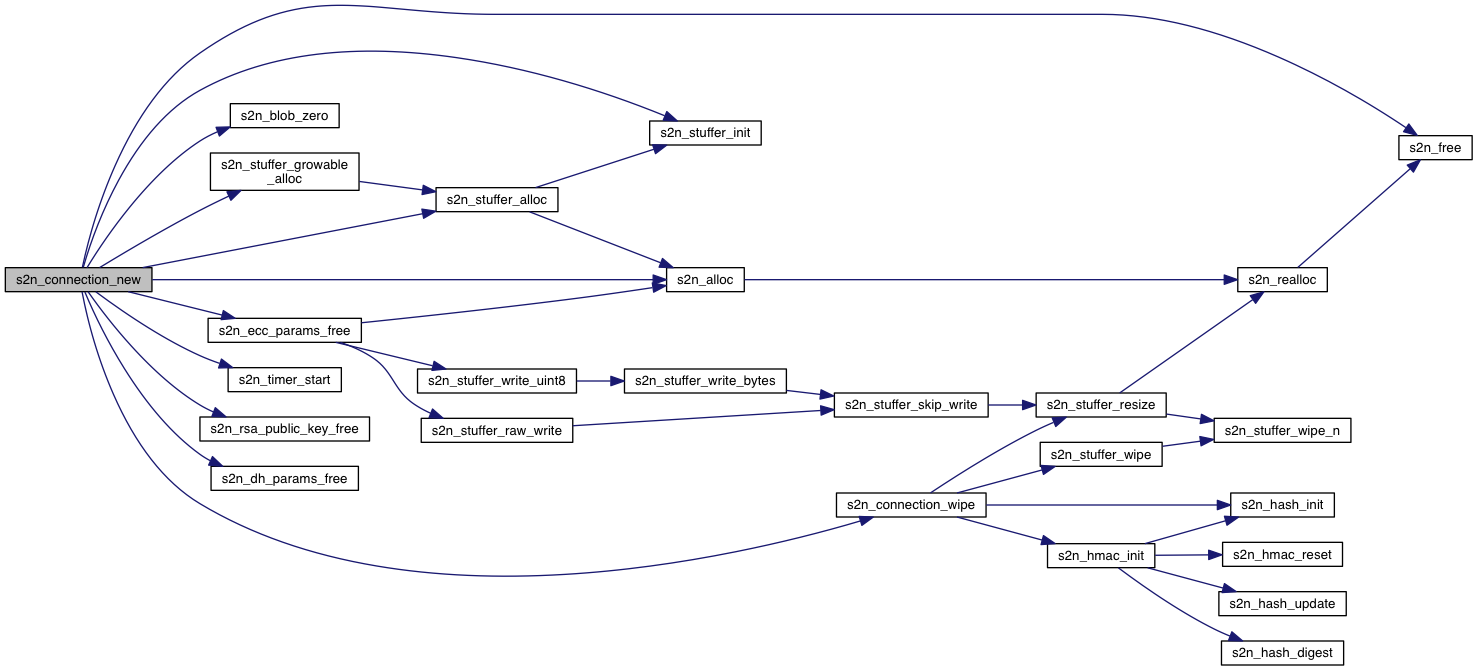 s2n_blob_zero
s2n_stuffer_init
s2n_free
s2n_stuffer_growable
_alloc
s2n_stuffer_alloc
s2n_connection_new
s2n_alloc
s2n_realloc
s2n_ecc_params_free
s2n_timer_start
s2n_stuffer_write_uint8
s2n_stuffer_write_bytes
s2n_stuffer_skip_write
s2n_stuffer_resize
s2n_rsa_public_key_free
s2n_stuffer_raw_write
s2n_stuffer_wipe_n
s2n_stuffer_wipe
s2n_dh_params_free
s2n_connection_wipe
s2n_hash_init
s2n_hmac_init
s2n_hmac_reset
s2n_hash_update
s2n_hash_digest